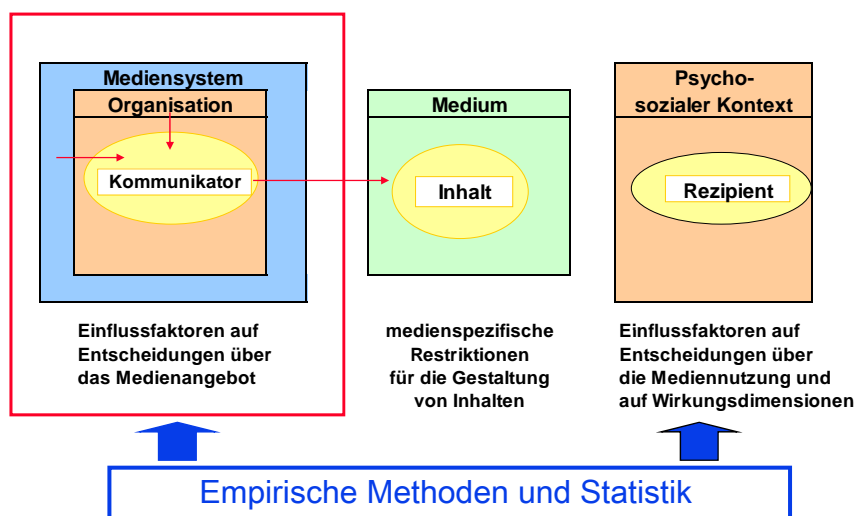 Mediensystem
Organisation
Kommunikator
Einflussfaktoren auf
Entscheidungen über
das Medienangebot
Medium
Inhalt
medienspezifische
Restriktionen
für die Gestaltung
von Inhalten
Psycho-
sozialer Kontext
Rezipient
Einflussfaktoren auf
Entscheidungen über
die Mediennutzung und
auf Wirkungsdimensionen
Empirische Methoden und Statistik